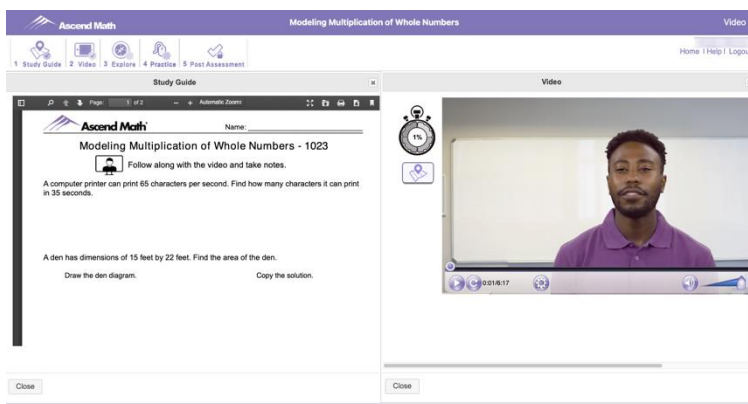 Ascend Math
Modeling Multiplication of Whole Numbers
Video
1 Study Guide 2 Video 3 Explore 4 Practice 5 Post Assessment
Home | Help | Logou
Study Guide
Video
Page: 1 of 2
Automatic Zoom
Ascend Math
Name:
Modeling Multiplication of Whole Numbers - 1023
Follow along with the video and take notes.
A computer printer can print 65 characters per second. Find how many characters it can print
in 35 seconds.
A den has dimensions of 15 feet by 22 feet. Find the area of the den.
Draw the den diagram.
Copy the solution.
1%
0:01/6:17
Close
Close